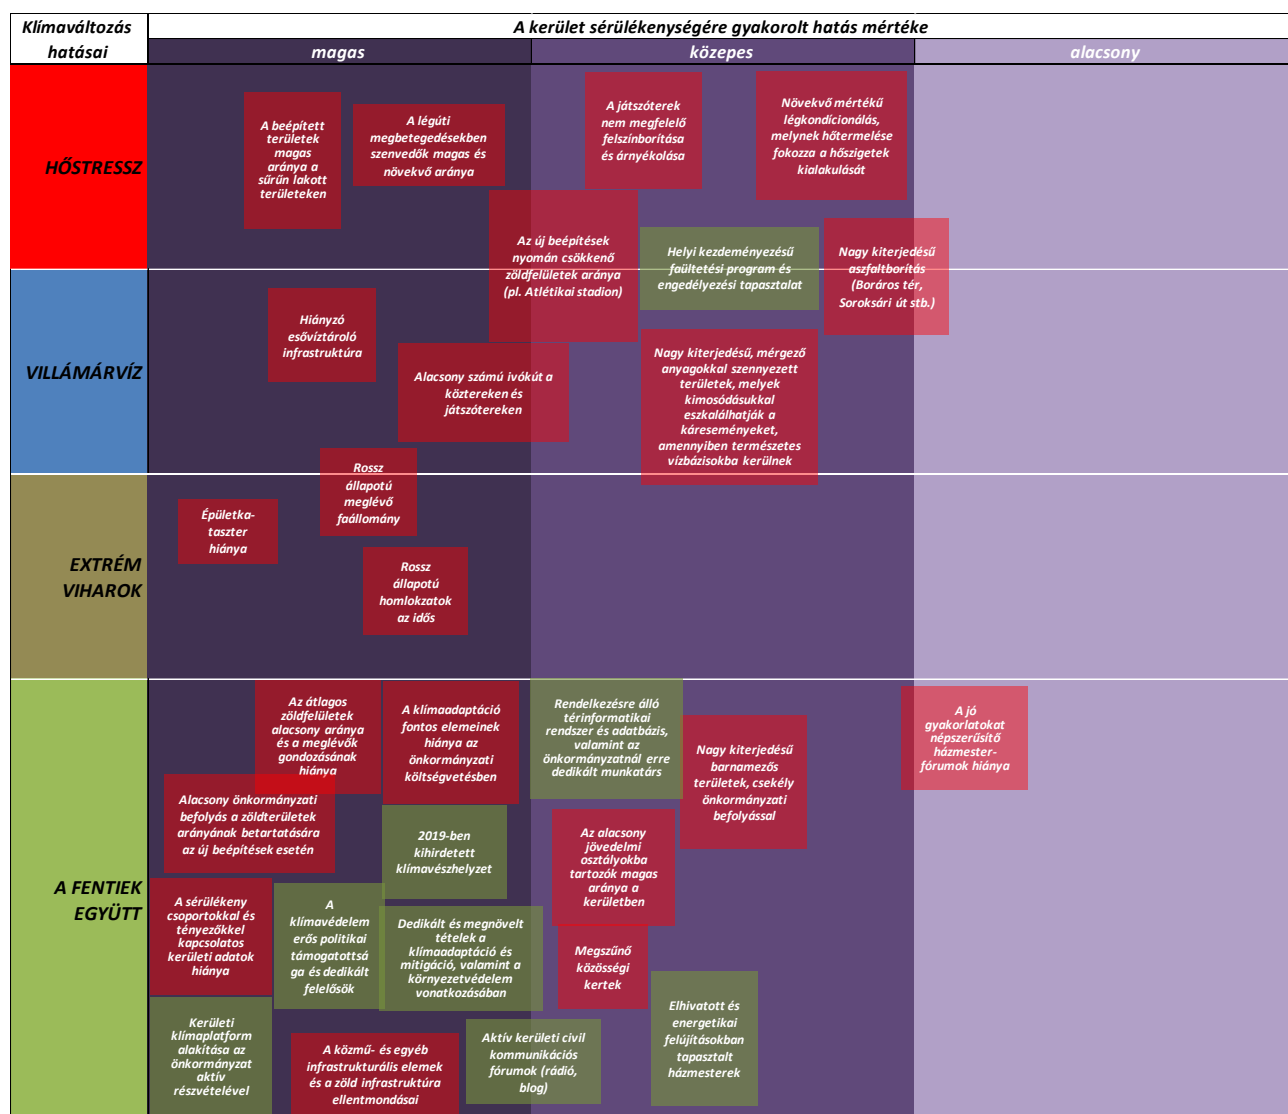 Klímaváltozás
hatásai
A kerület sérülékenységére gyakorolt hatás mértéke
magas
közepes
alacsony
HŐSTRESSZ
A beépített
területek
magas
aránya a
sűrűn lakott
területeken
A légúti
megbetegedésekben
szenvedők magas és
növekvő aránya
A játszóterek
nem megfelelő
felszínborítása
és árnyékolása
Növekvő mértékű
légkondícionálás,
melynek hőtermelése
fokozza a hőszigetek
kialakulását
Az új beépítések
nyomán csökkenő
zöldfelületek aránya
(pl. Atlétikai stadion)
Helyi kezdeményezésű
faültetési program és
engedélyezési tapasztalat
Nagy kiterjedésű
aszfaltborítás
(Boráros tér,
Soroksári út stb.)
VILLÁMÁRVÍZ
Hiányzó
esővíztároló
infrastruktúra
Alacsony számú ivókút a
köztereken és
játszótereken
Nagy kiterjedésű, mérgező
anyagokkal szennyezett
területek, melyek
kimosódásukkal
eszkalálhatják a
káreseményeket,
amennyiben természetes
vízbázisokba kerülnek
EXTRÉM
VIHAROK
Rossz
állapotú
meglévő
faállomány
Épületka-
taszter
hiánya
Rossz
állapotú
homlokzatok
az idős
A FENTIEK
EGYÜTT
Az átlagos
zöldfelületek
alacsony aránya
és a meglévők
gondozásának
hiánya
A klímaadaptáció
fontos elemeinek
hiánya az
önkormányzati
költségvetésben
Rendelkezésre álló
térinformatikai
rendszer és adatbázis,
valamint az
önkormányzatnál erre
dedikált munkatárs
Nagy kiterjedésű
barnamezős
területek, csekély
önkormányzati
befolyással
A jó
gyakorlatokat
népszerűsítő
házmester-
fórumok hiánya
Alacsony önkormányzati
befolyás a zöldterületek
arányának betartatására
az új beépítések esetén
2019-ben
kihirdetett
klímavészhelyzet
Az alacsony
jövedelmi
osztályokba
tartozók magas
aránya a
kerületben
A sérülékeny
csoportokkal és
tényezőkkel
kapcsolatos
kerületi adatok
hiánya
A
klímavédelem
erős politikai
támogatottsá
ga és dedikált
felelősök
Dedikált és megnövelt
tételek a
klímaadaptáció és
mitigáció, valamint a
környezetvédelem
vonatkozásában
Megszűnő
közösségi
kertek
Elhivatott és
energetikai
felújításokban
tapasztalt
házmesterek
Kerületi
klímaplatform
alakítása az
önkormányzat
aktív
részvételével
A közmű- és egyéb
infrastrukturális elemek
és a zöld infrastruktúra
ellentmondásai
Aktív kerületi civil
kommunikációs
fórumok (rádió,
blog)